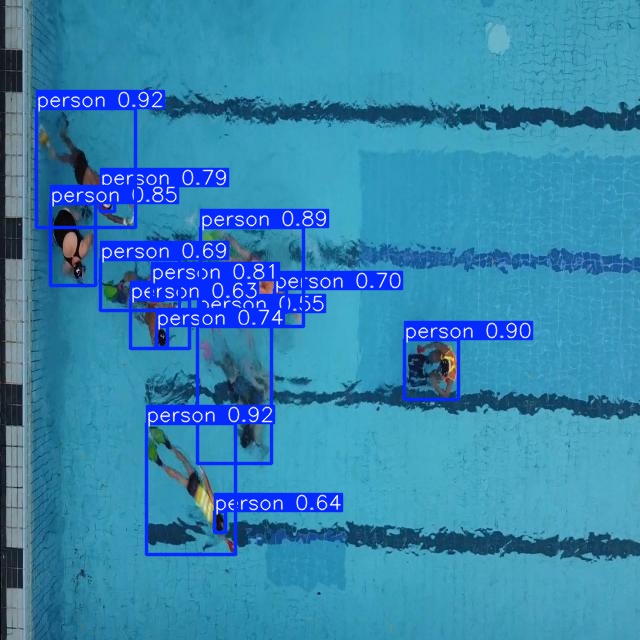 person 0.92
person 0.79
person 0.85
person 0.89
person 0.69
person 0.81
person 0.70
person 0.63
person 0.55
person 0.74
person 0.90
person 0.92
person 0.64